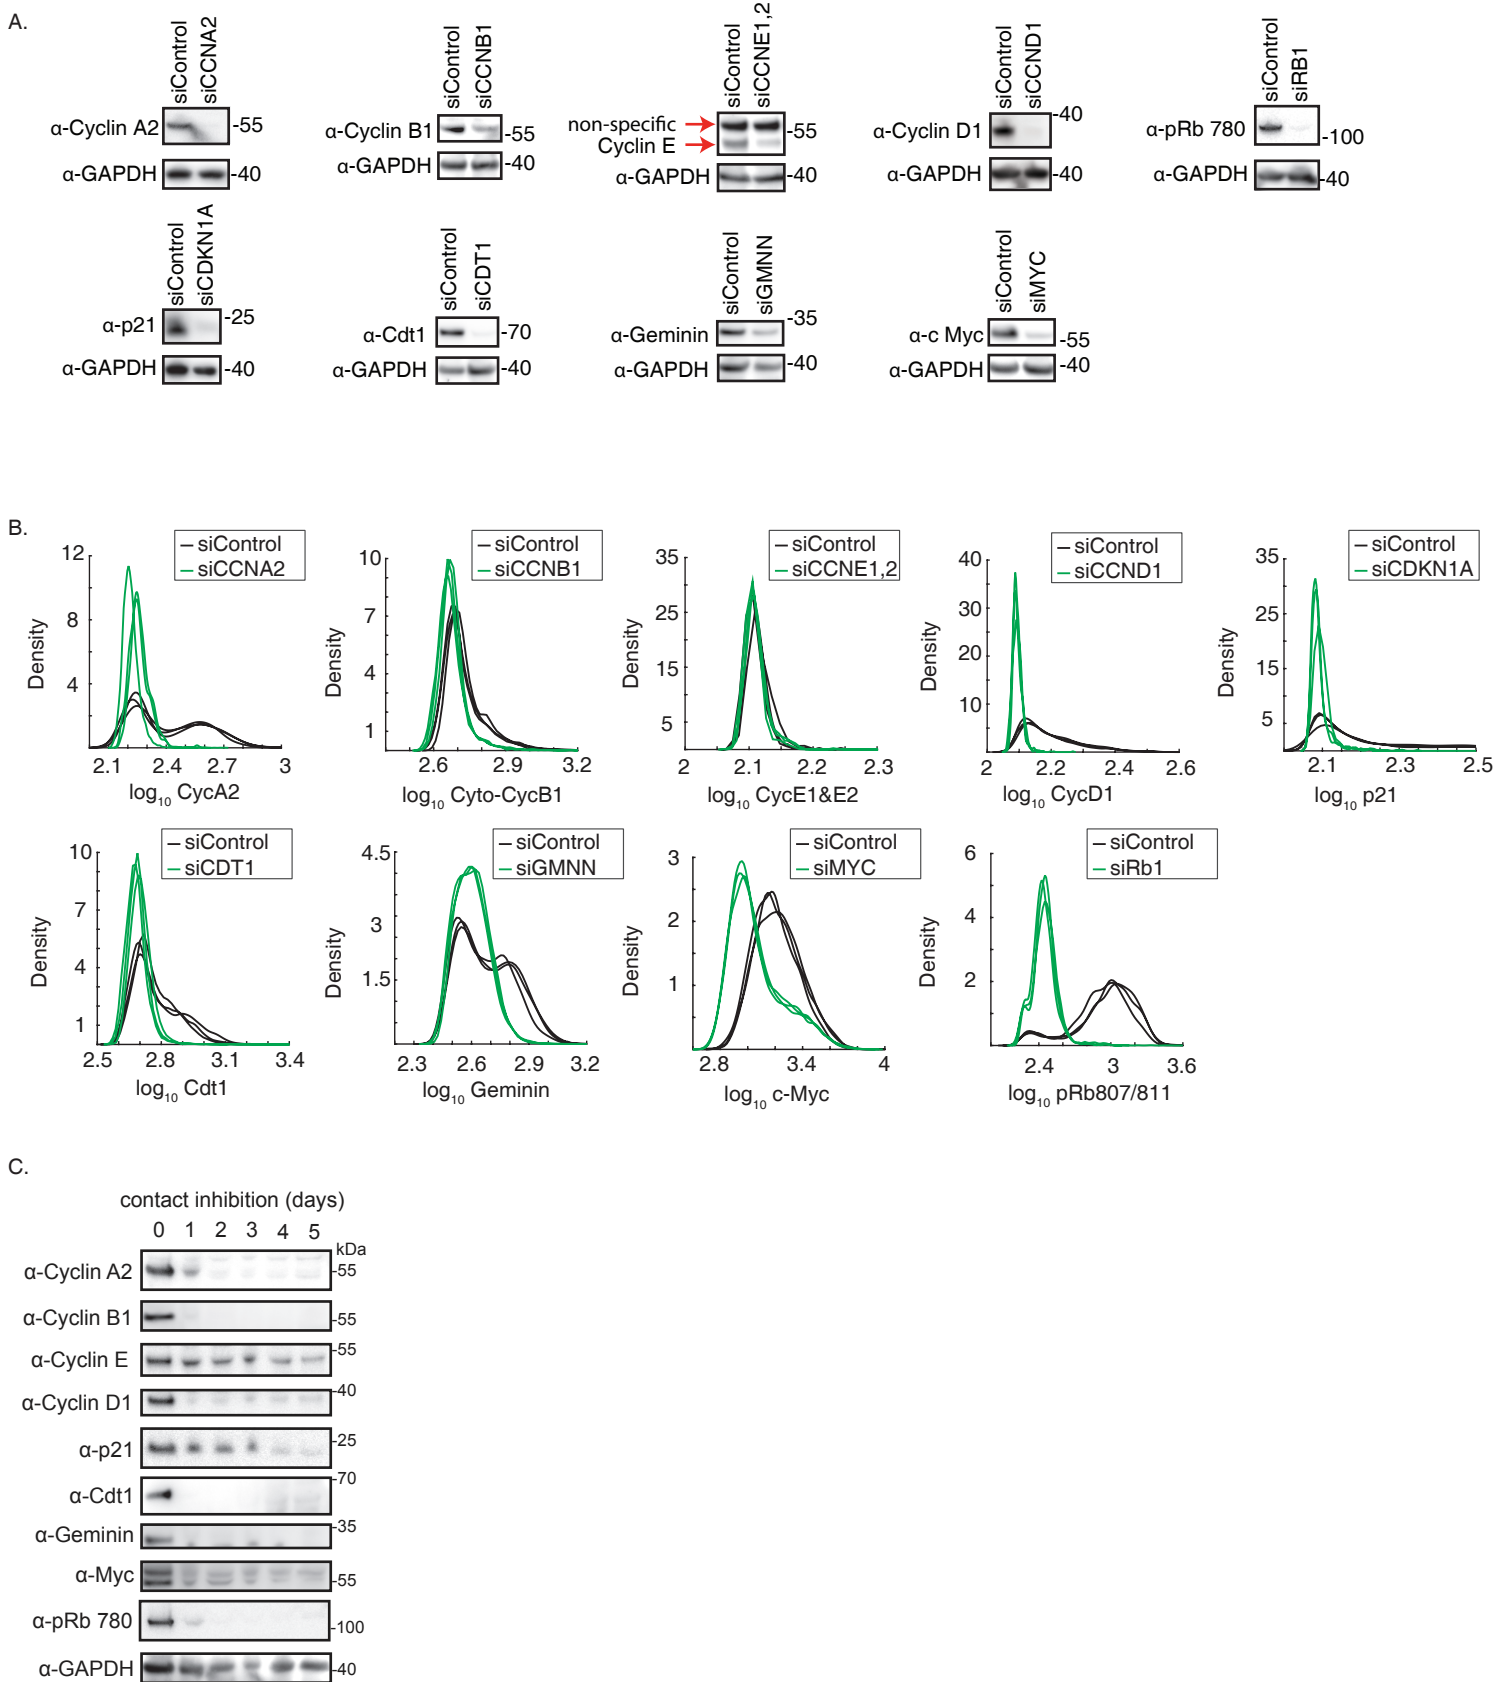 A.
siControl siCCNA2
α-Cyclin A2 -55
α-GAPDH -40
siControl siCCNB1
α-Cyclin B1 -55
α-GAPDH -40
siControl siCCNE1,2
non-specific -55
Cyclin E
α-GAPDH -40
siControl siCCND1
α-Cyclin D1 -40
α-GAPDH -40
siControl siRB1
α-pRb 780 -100
α-GAPDH -40
siControl siCDKN1A
α-p21 -25
α-GAPDH -40
siControl siCDT1
α-Cdt1 -70
α-GAPDH -40
siControl siGMNN
α-Geminin -35
α-GAPDH -40
siControl siMYC
α-c Myc -55
α-GAPDH -40
B.
siControl
siCCNA2
Density
12
8
4
2.1 2.4 2.7 3
log10 CycA2
siControl
siCCNB1
Density
10
7
4
1
2.6 2.9 3.2
log10 Cyto-CycB1
siControl
siCCNE1,2
Density
35
25
15
5
2 2.1 2.2 2.3
log10 CycE1&E2
siControl
siCCND1
Density
40
30
20
10
2 2.2 2.4 2.6
log10 CycD1
siControl
siCDKN1A
Density
35
25
15
5
2.1 2.3 2.5
log10 p21
siControl
siCDT1
Density
10
7
4
1
2.5 2.8 3.1 3.4
log10 Cdt1
siControl
siGMNN
Density
4.5
3
1.5
2.3 2.6 2.9 3.2
log10 Geminin
siControl
siMYC
Density
3
2
1
2.8 3.4 4
log10 c-Myc
siControl
siRb1
Density
6
4
2
2.4 3 3.6
log10 pRb807/811
C.
contact inhibition (days)
0 1 2 3 4 5
kDa
α-Cyclin A2 -55
α-Cyclin B1 -55
α-Cyclin E -55
α-Cyclin D1 -40
α-p21 -25
α-Cdt1 -70
α-Geminin -35
α-Myc -55
α-pRb 780 -100
α-GAPDH -40